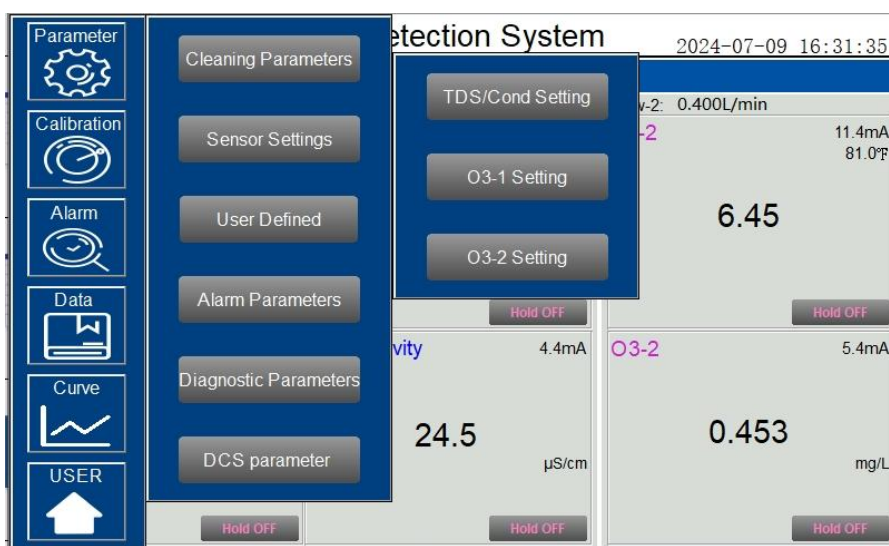 Parameter
Calibration
Alarm
Data
Curve
USER
Cleaning Parameters
Sensor Settings
User Defined
Alarm Parameters
Diagnostic Parameters
DCS parameter
TDS/Cond Setting
O3-1 Setting
O3-2 Setting
etection System
2024-07-09 16:31:35
w-2: 0.400L/min
-2
11.4mA
81.0℉
6.45
Hold OFF
Hold OFF
vity
4.4mA
24.5
µS/cm
O3-2
5.4mA
0.453
mg/L
Hold OFF
Hold OFF
Hold OFF